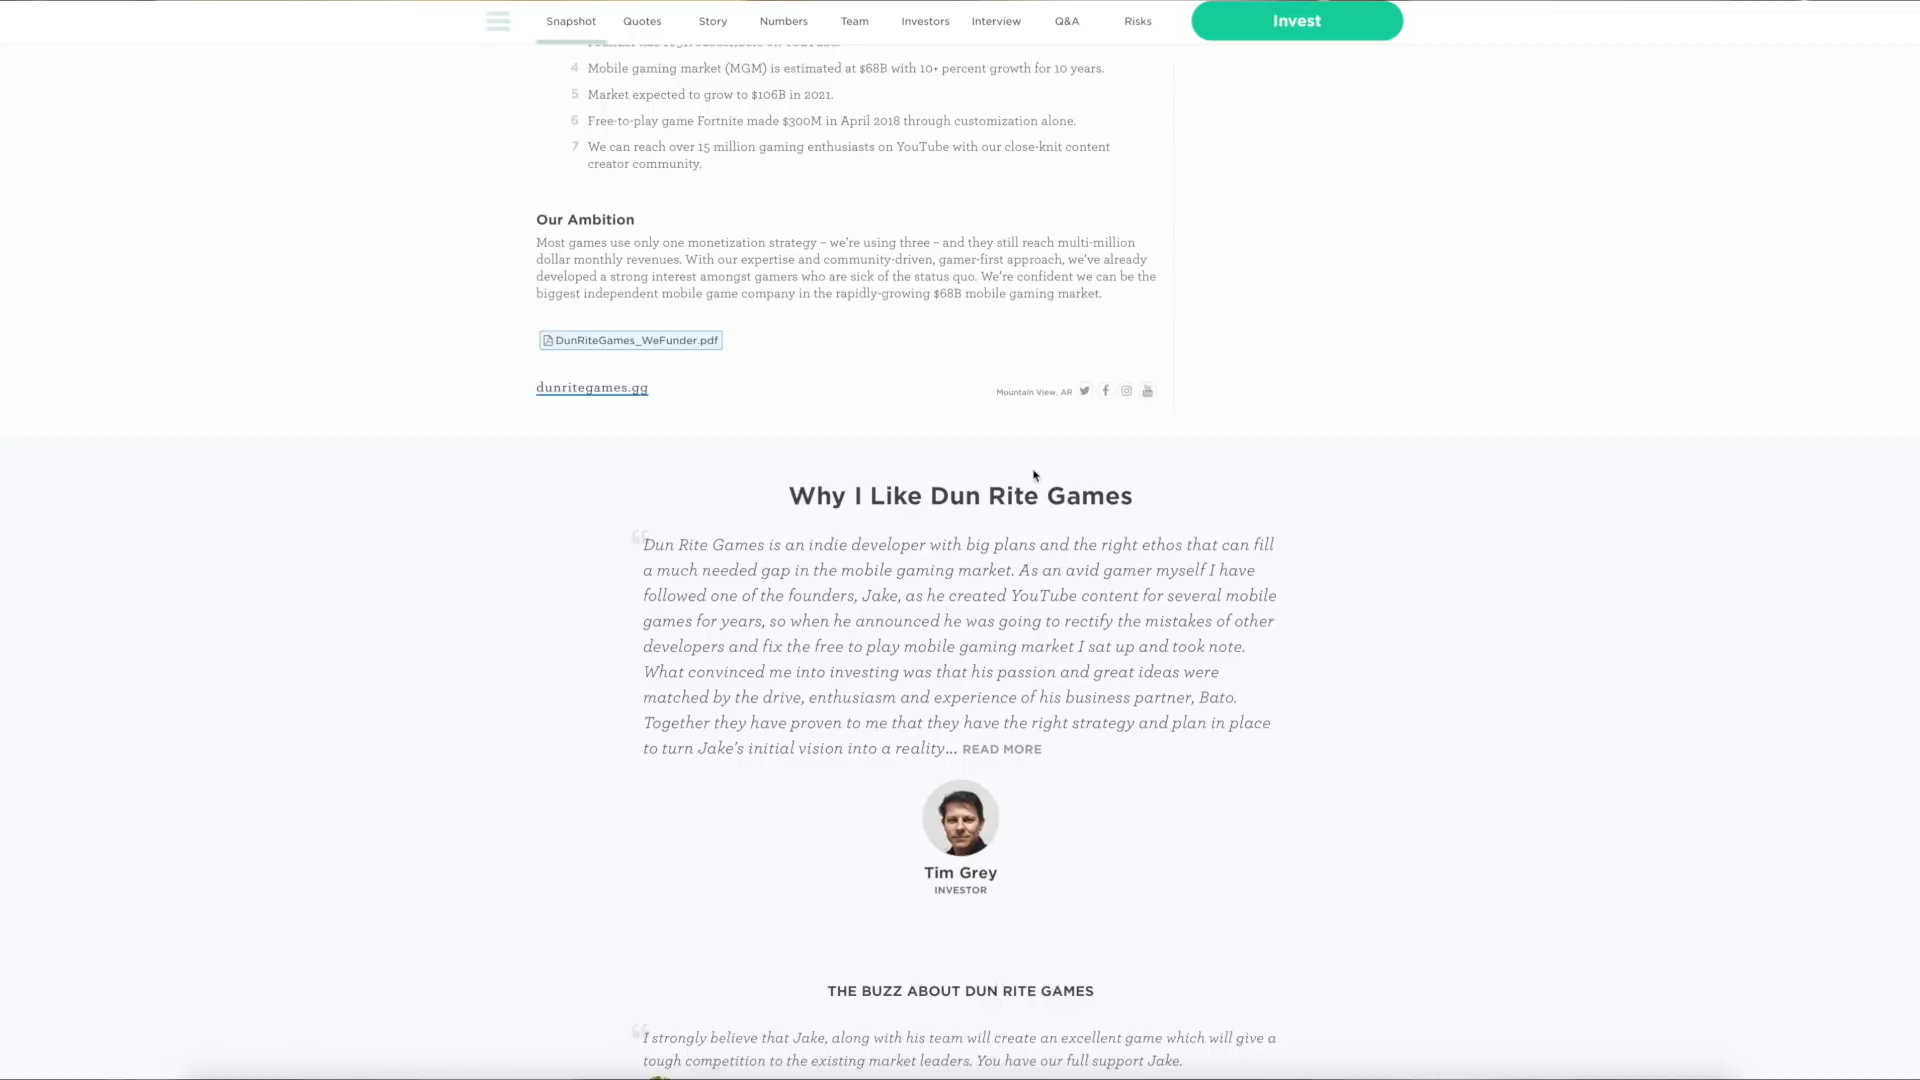 Snapshot Quotes Story Numbers Team Investors Interview Q&A Risks Invest
4 Mobile gaming market (MGM) is estimated at $68B with 10+ percent growth for 10 years.
5 Market expected to grow to $106B in 2021.
6 Free-to-play game Fortnite made $300M in April 2018 through customization alone.
7 We can reach over 15 million gaming enthusiasts on YouTube with our close-knit content
creator community.
Our Ambition
Most games use only one monetization strategy – we're using three – and they still reach multi-million
dollar monthly revenues. With our expertise and community-driven, gamer-first approach, we've already
developed a strong interest amongst gamers who are sick of the status quo. We're confident we can be the
biggest independent mobile game company in the rapidly-growing $68B mobile gaming market.
DunRiteGames_WeFunder.pdf
dunritegames.gg
Mountain View, AR
Why I Like Dun Rite Games
Dun Rite Games is an indie developer with big plans and the right ethos that can fill
a much needed gap in the mobile gaming market. As an avid gamer myself I have
followed one of the founders, Jake, as he created YouTube content for several mobile
games for years, so when he announced he was going to rectify the mistakes of other
developers and fix the free to play mobile gaming market I sat up and took note.
What convinced me into investing was that his passion and great ideas were
matched by the drive, enthusiasm and experience of his business partner, Bato.
Together they have proven to me that they have the right strategy and plan in place
to turn Jake's initial vision into a reality... READ MORE
Tim Grey
INVESTOR
THE BUZZ ABOUT DUN RITE GAMES
I strongly believe that Jake, along with his team will create an excellent game which will give a
tough competition to the existing market leaders. You have our full support Jake.